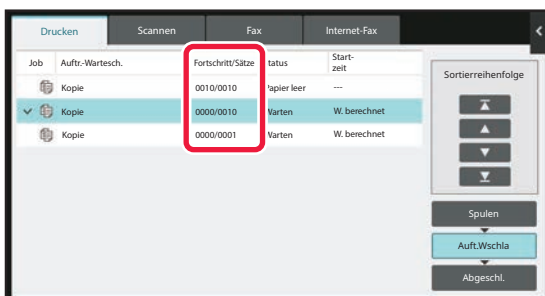 Drucken Scannen Fax Internet-Fax
Job Auftr.-Wartesch. Fortschritt/Sätze tatus Start-
zeit
Kopie 0010/0010 Papier leer ---
Kopie 0000/0010 Warten W. berechnet
Kopie 0000/0001 Warten W. berechnet
Sortierreihenfolge
Spulen
Auft.Wschla
Abgeschl.